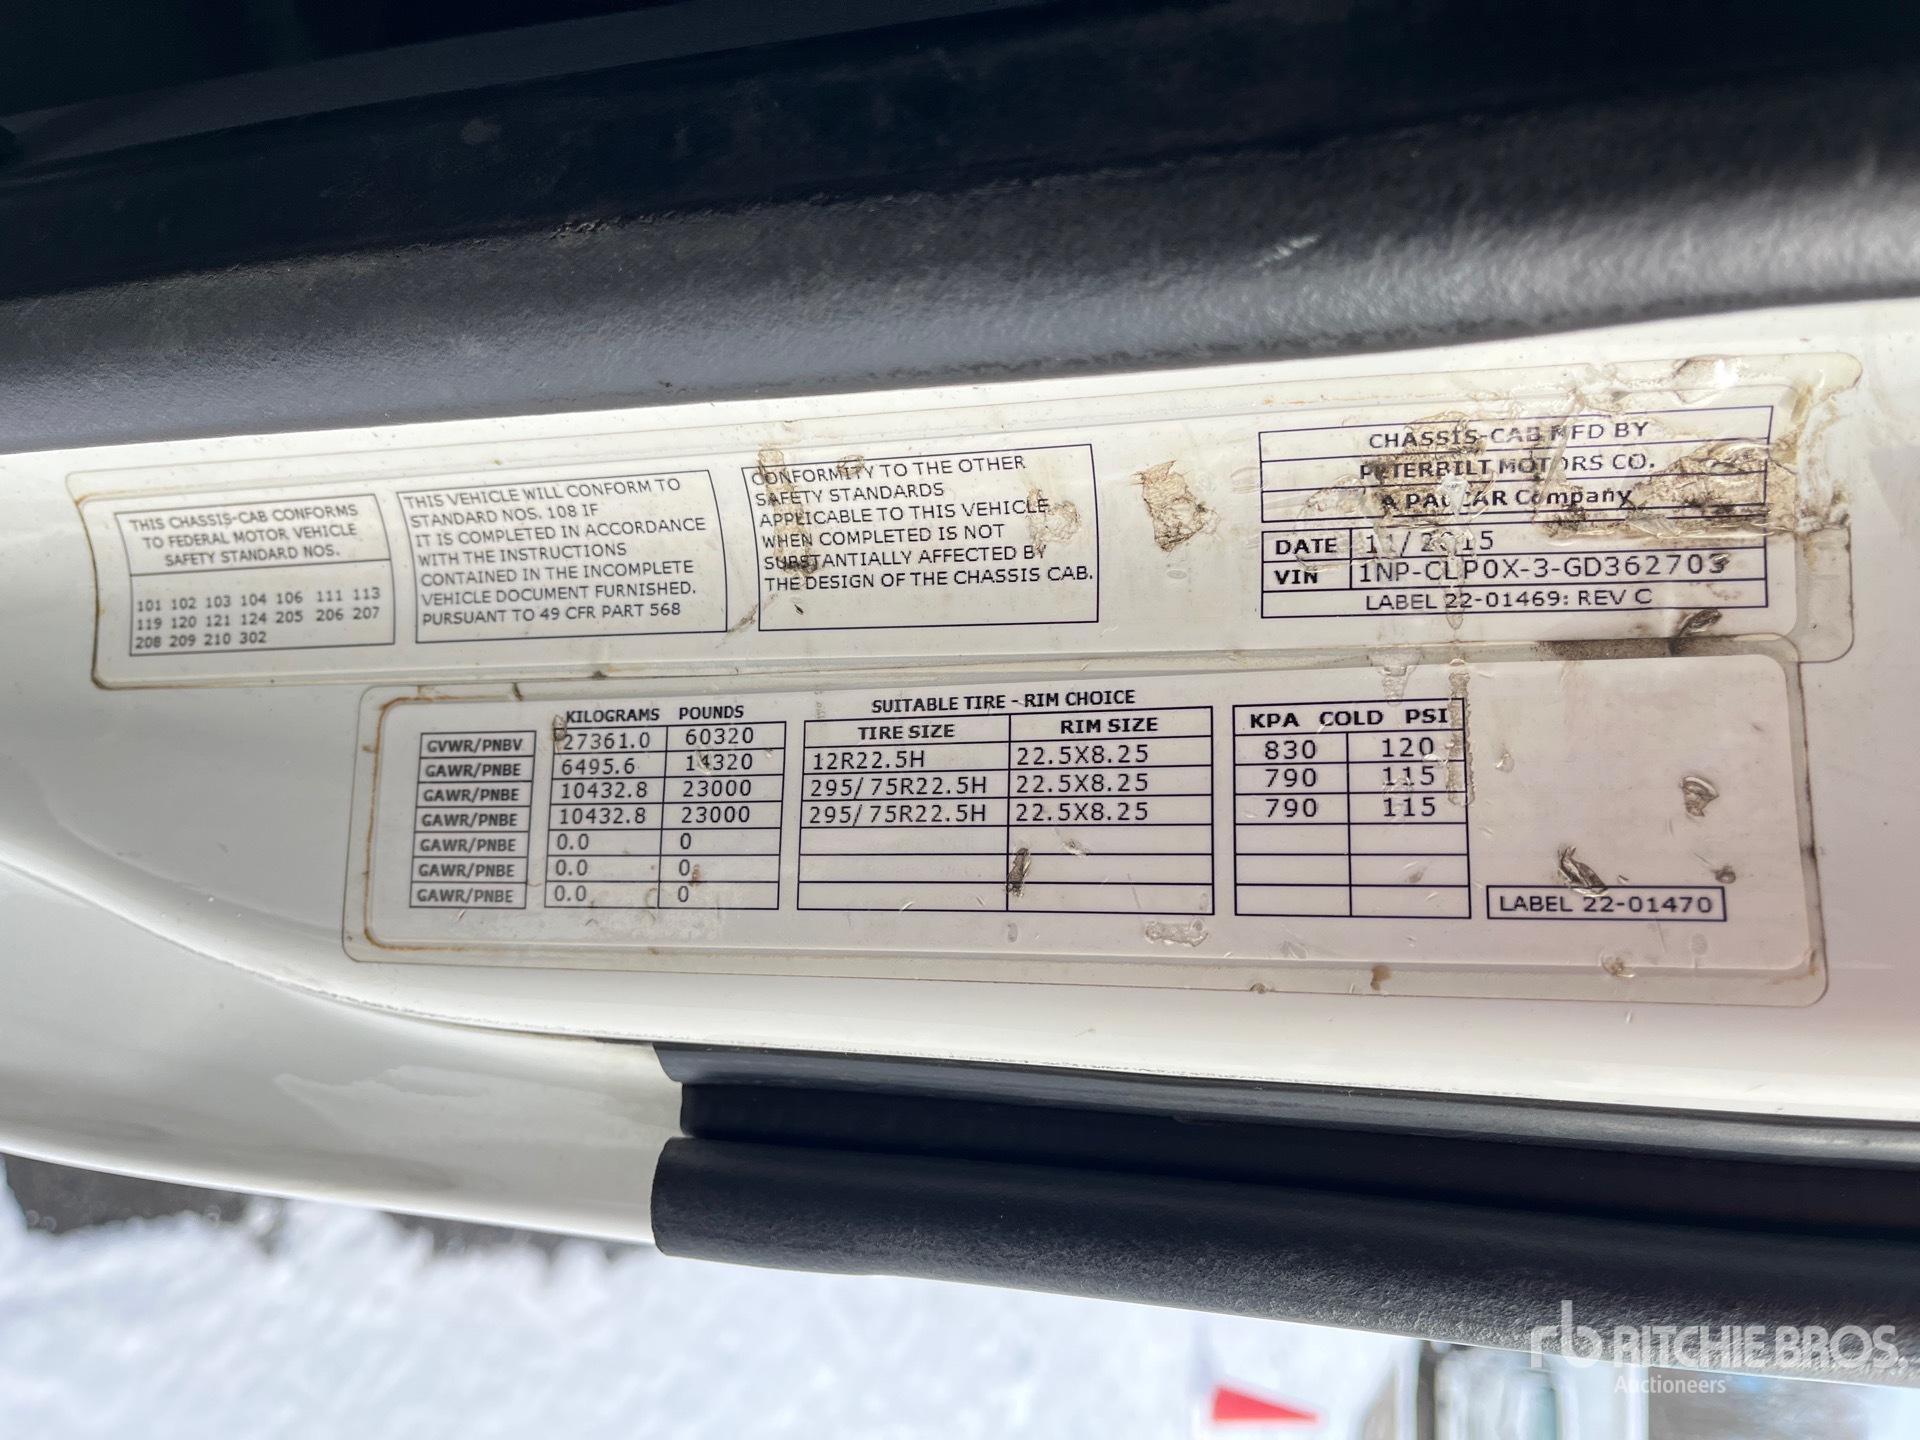 THIS CHASSIS-CAB CONFORMS
TO FEDERAL MOTOR VEHICLE
SAFETY STANDARD NOS.
101 102 103 104 106 111 113
119 120 121 124 205 206 207
208 209 210 302
THIS VEHICLE WILL CONFORM TO
STANDARD NOS. 108 IF
IT IS COMPLETED IN ACCORDANCE
WITH THE INSTRUCTIONS
CONTAINED IN THE INCOMPLETE
VEHICLE DOCUMENT FURNISHED.
PURSUANT TO 49 CFR PART 568
CONFORMITY TO THE OTHER
SAFETY STANDARDS
APPLICABLE TO THIS VEHICLE
WHEN COMPLETED IS NOT
SUBSTANTIALLY AFFECTED BY
THE DESIGN OF THE CHASSIS CAB.
CHASSIS-CAB MFD BY
PETERBILT MOTORS CO.
A PACCAR Company
DATE 11/2015
VIN 1NP-CLP0X-3-GD362703
LABEL 22-01469: REV C
KILOGRAMS POUNDS
GVWR/PNBV 27361.0 60320
GAWR/PNBE 6495.6 14320
GAWR/PNBE 10432.8 23000
GAWR/PNBE 10432.8 23000
GAWR/PNBE 0.0 0
GAWR/PNBE 0.0 0
GAWR/PNBE 0.0 0
SUITABLE TIRE - RIM CHOICE
TIRE SIZE RIM SIZE
12R22.5H 22.5X8.25
295/75R22.5H 22.5X8.25
295/75R22.5H 22.5X8.25
KPA COLD PSI
830 120
790 115
790 115
LABEL 22-01470
rb RITCHIE BROS.
Auctioneers